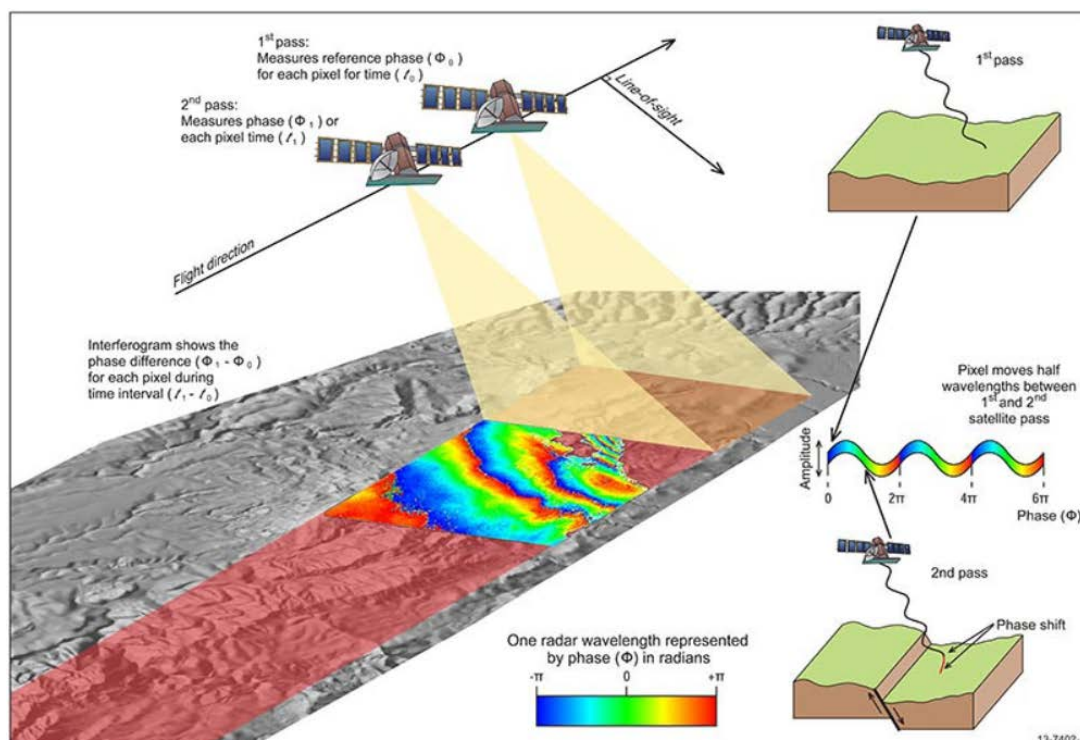 1st pass:
Measures reference phase (Φ0)
for each pixel for time (t0)
2nd pass:
Measures phase (Φ1) or
each pixel time (t1)
Line-of-sight
Flight direction
1st pass
Interferogram shows the
phase difference (Φ1 - Φ0)
for each pixel during
time interval (t1 - t0)
Pixel moves half
wavelengths between
1st and 2nd
satellite pass
Amplitude
0 2π 4π 6π
Phase (Φ)
2nd pass
Phase shift
One radar wavelength represented
by phase (Φ) in radians
-π 0 +π